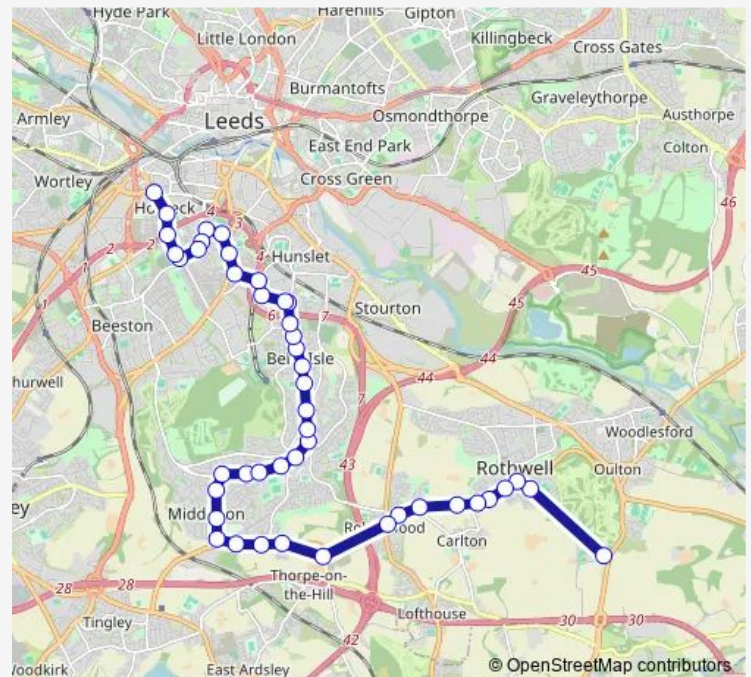 Hyde Park
Harehills
Gipton
Little London
Killingbeck
Cross Gates
Burmantofts
Graveleythorpe
Armley
Leeds
Osmondthorpe
Austhorpe
East End Park
Colton
Wortley
Cross Green
46
4
3
2
2
4
Hunslet
1
45
1
45
Beeston
6
7
Stourton
44
hurwell
44
7
Woodlesford
43
Rothwell
Oulton
ey
Carlton
Thorpe-on-
the-Hill
28
28
Lofthouse
30
30
Tingley
42
/oodkirk
East Ardsley
© OpenStreetMap contributors